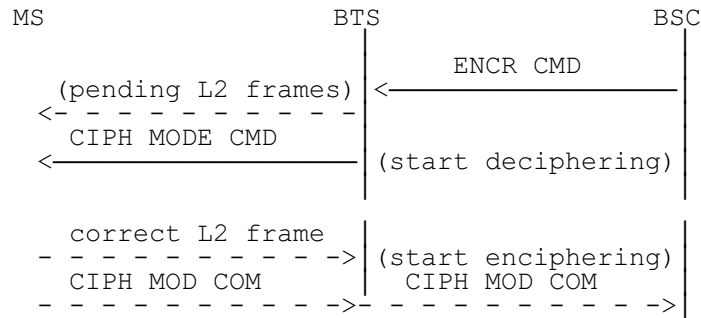 MS BTS BSC
ENCR CMD
(pending L2 frames)
CIPH MODE CMD
(start deciphering)
correct L2 frame
(start enciphering)
CIPH MOD COM CIPH MOD COM